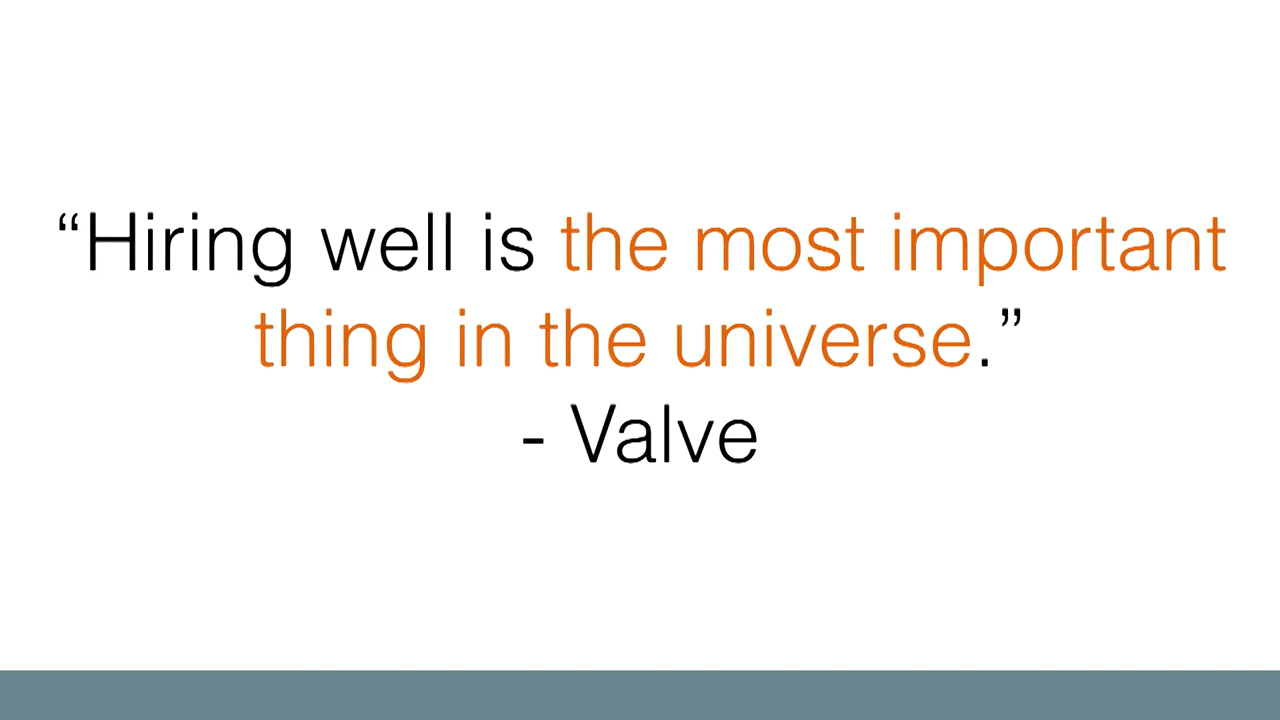 “Hiring well is the most important
thing in the universe.”
- Valve